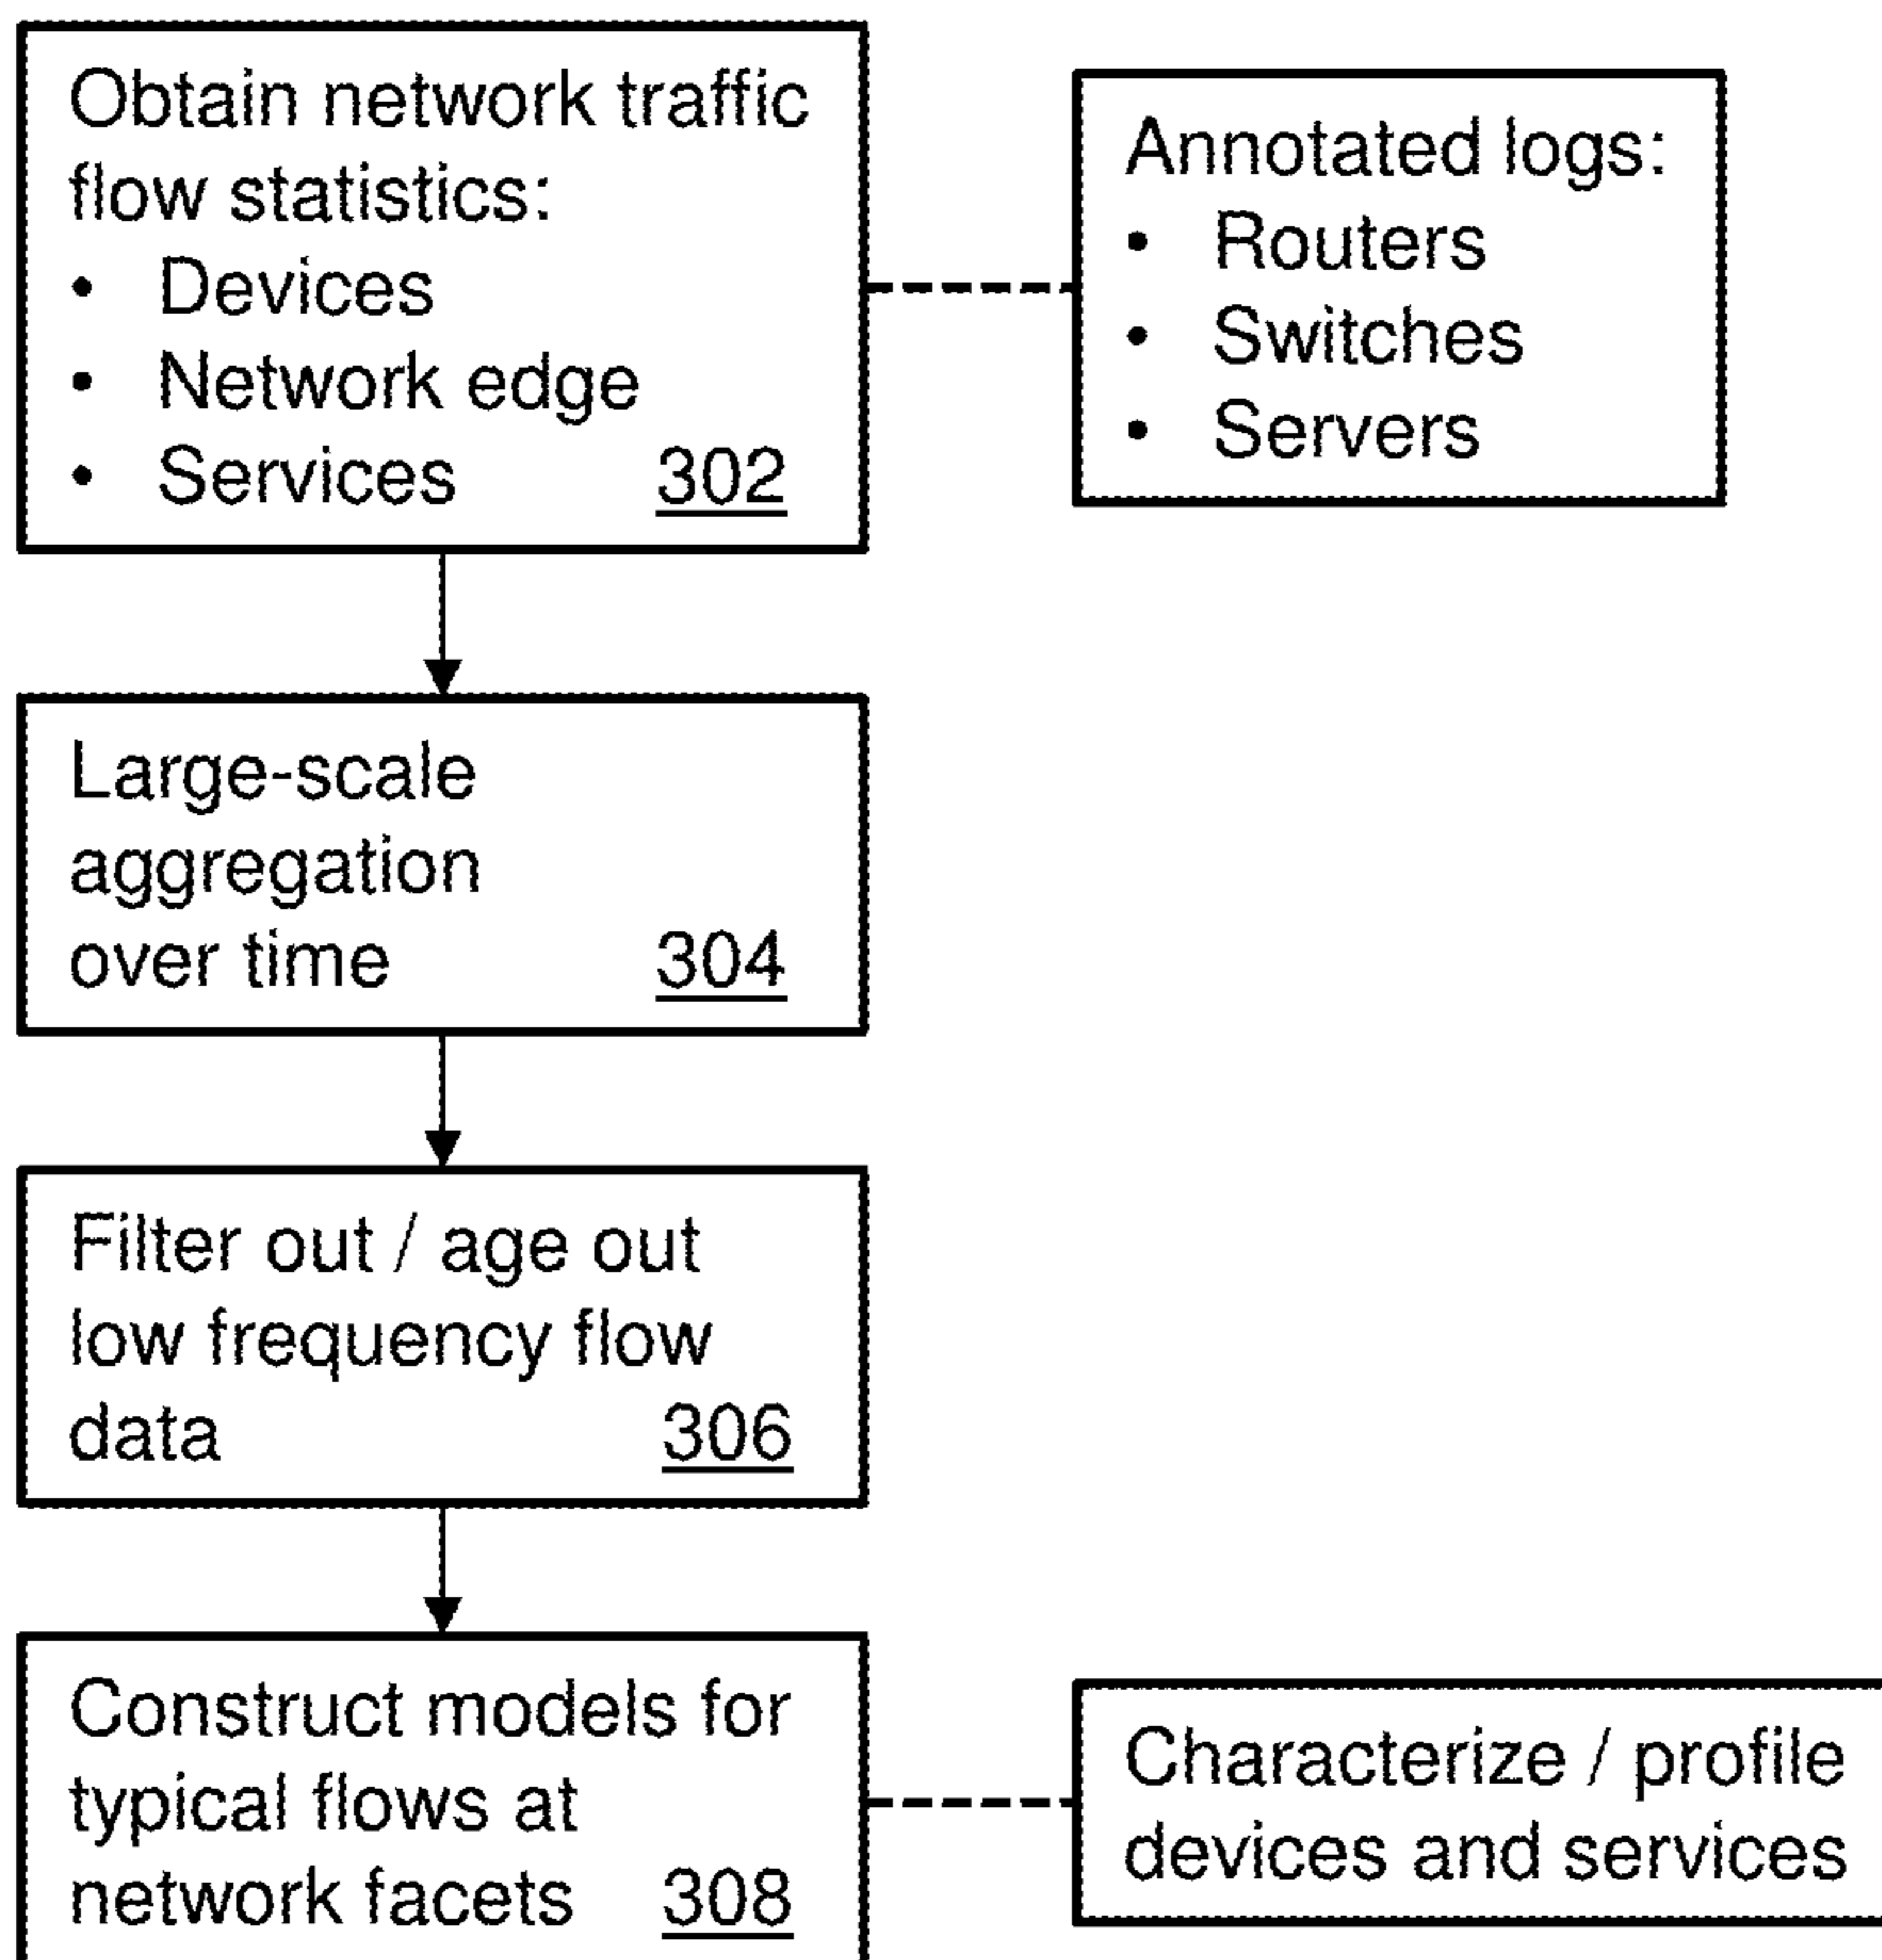 Obtain network traffic
flow statistics:
• Devices
• Network edge
• Services 302
Annotated logs:
• Routers
• Switches
• Servers
Large-scale
aggregation
over time 304
Filter out / age out
low frequency flow
data 306
Construct models for
typical flows at
network facets 308
Characterize / profile
devices and services